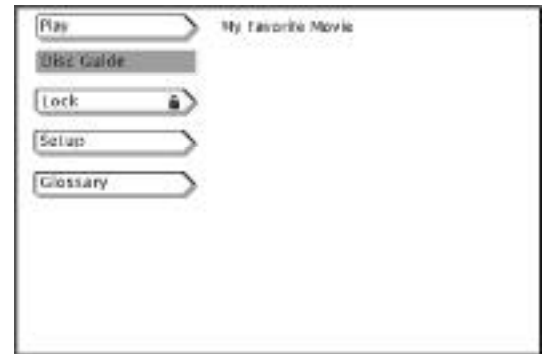 Play
My Favorite Movie
Disc Guide
Lock
Setup
Glossary